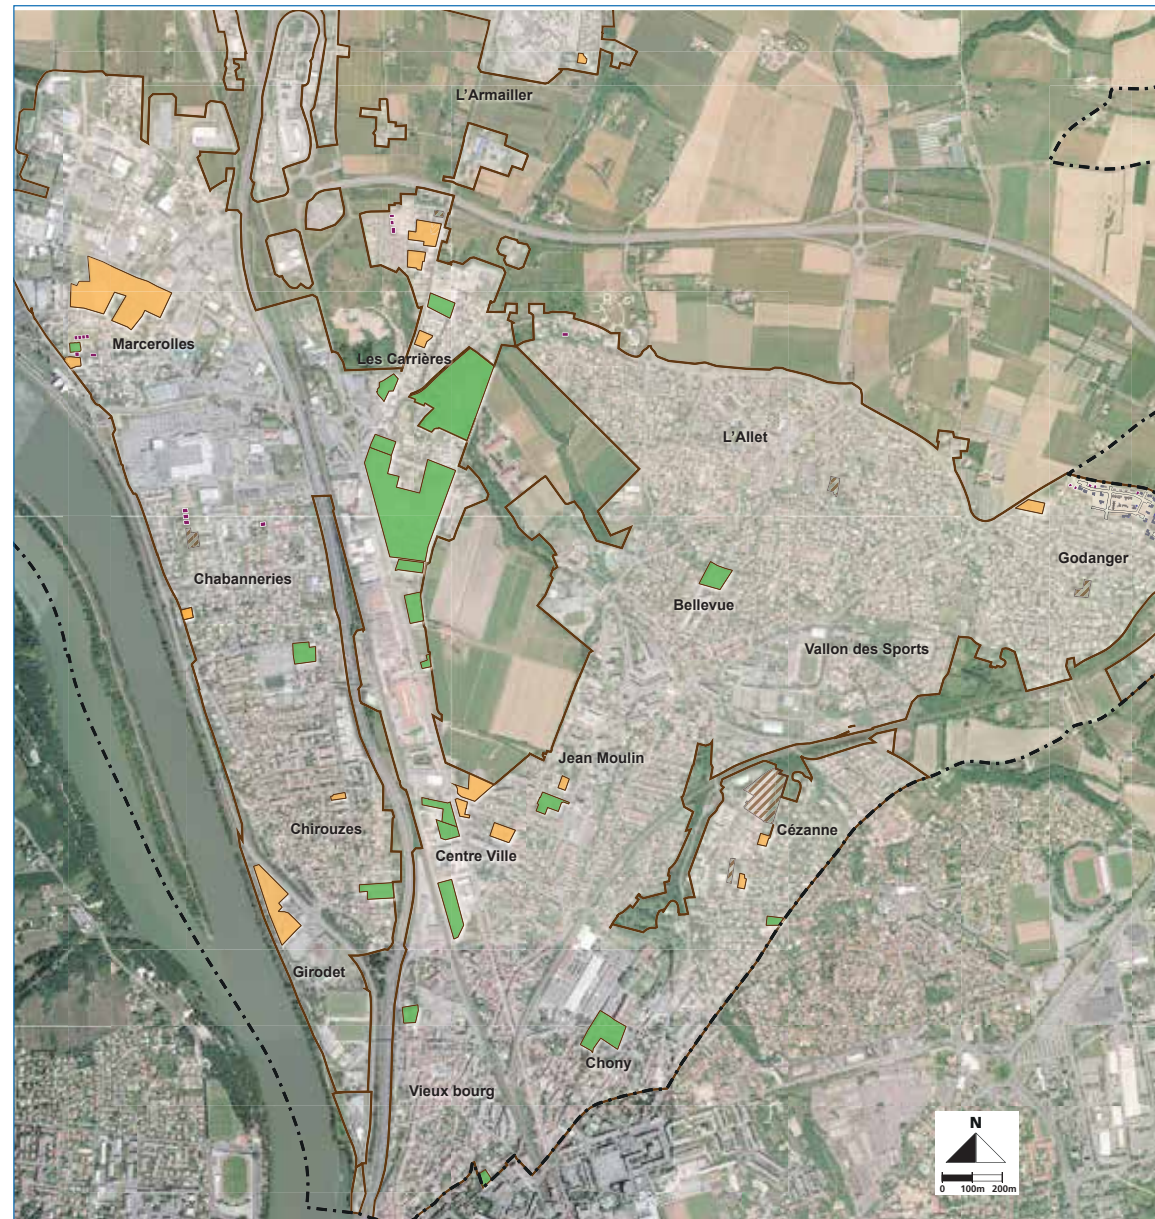 L'Armailler
Marcerolles
Les Carrières
L'Allet
Godanger
Chabanneries
Bellevue
Vallon des Sports
Jean Moulin
Chirouzes
Cézanne
Centre Ville
Girodet
Chony
Vieux bourg
N
0 100m 200m